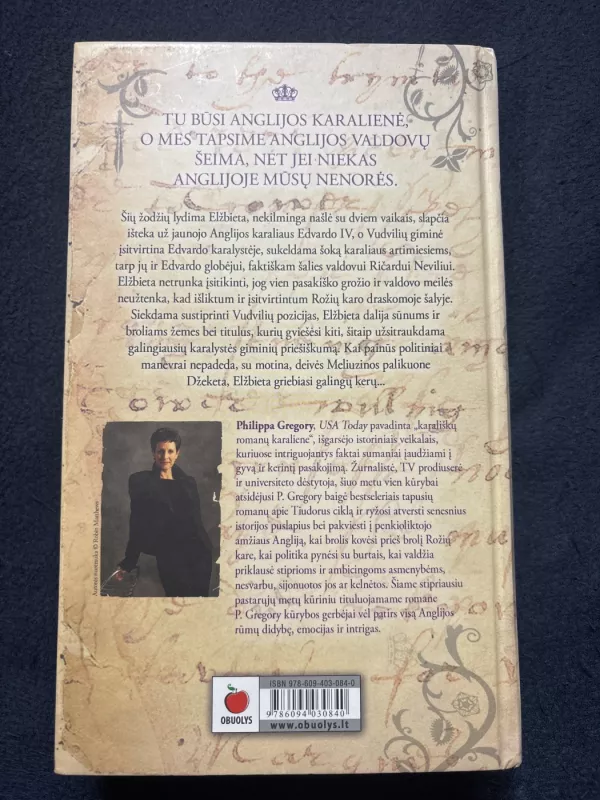 TU BŪSI ANGLIJOS KARALIENĖ,
O MES TAPSIME ANGLIJOS VALDOVŲ
ŠEIMA, NET JEI NIEKAS
ANGLIJOJE MŪSŲ NENORĖS.
Šių žodžių lydima Elžbieta, nekilminga našlė su dviem vaikais, slapčia
išteka už jaunojo Anglijos karaliaus Edvardo IV, o Vudvilių giminė
įsitvirtina Edvardo karalystėje, sukeldama šoką karaliaus artimiesiems,
tarp jų ir Edvardo globėjui, faktiškam šalies valdovui Ričardui Neviliui.
Elžbieta netrunka įsitikinti, jog vien pasakiško grožio ir valdovo meilės
neužtenka, kad išliktum ir įsitvirtintum Rožių karo draskomoje šalyje.
Siekdama sustiprinti Vudvilių pozicijas, Elžbieta dalija sūnums ir
broliams žemes bei titulus, kurių gviešėsi kiti, šitaip užsitraukdama
galingiausių karalystės giminių priešiškumą. Kai painūs politiniai
manevrai nepadeda, su motina, deivės Meliuzinos palikuone
Džeketa, Elžbieta griebiasi galingų kerų...
Philippa Gregory, USA Today pavadinta „karališkų
romanų karaliene“, išgarsėjo istoriniais veikalais,
kuriuose intriguojantys faktai sumaniai įaudžiami į
gyvą ir kerintį pasakojimą. Žurnalistė, TV prodiuserė
ir universiteto dėstytoja, šiuo metu vien kūrybai
atsidėjusi P. Gregory baigė bestseleriais tapusių
romanų apie Tiudorus ciklą ir ryžosi atversti senesnius
istorijos puslapius bei pakviesti į penkioliktojo
amžiaus Angliją, kai brolis kovėsi prieš brolį Rožių
kare, kai politika pynėsi su burtais, kai valdžia
priklausė stiprioms ir ambicingoms asmenybėms,
nesvarbu, sijonuotos jos ar kelnėtos. Šiame stipriausiu
pastarųjų metų kūriniu tituluojamame romane
P. Gregory kūrybos gerbėjai vėl patirs visą Anglijos
rūmų didybę, emocijas ir intrigas.
Autorės nuotrauka © Robin Matthews
ISBN 978-609-403-084-0
9 786094 030840
OBUOLYS
www.obuolys.lt